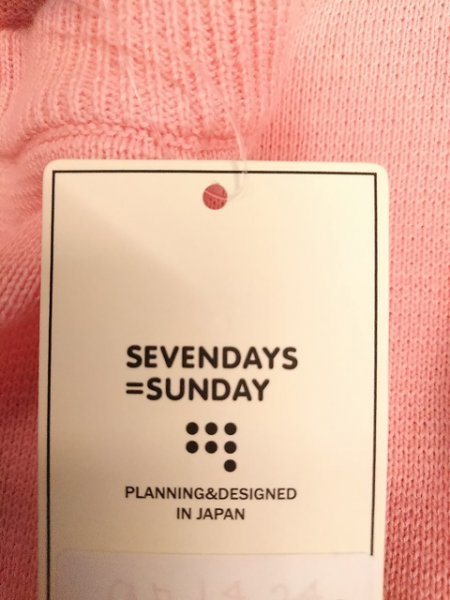 SEVENDAYS
=SUNDAY
PLANNING&DESIGNED
IN JAPAN